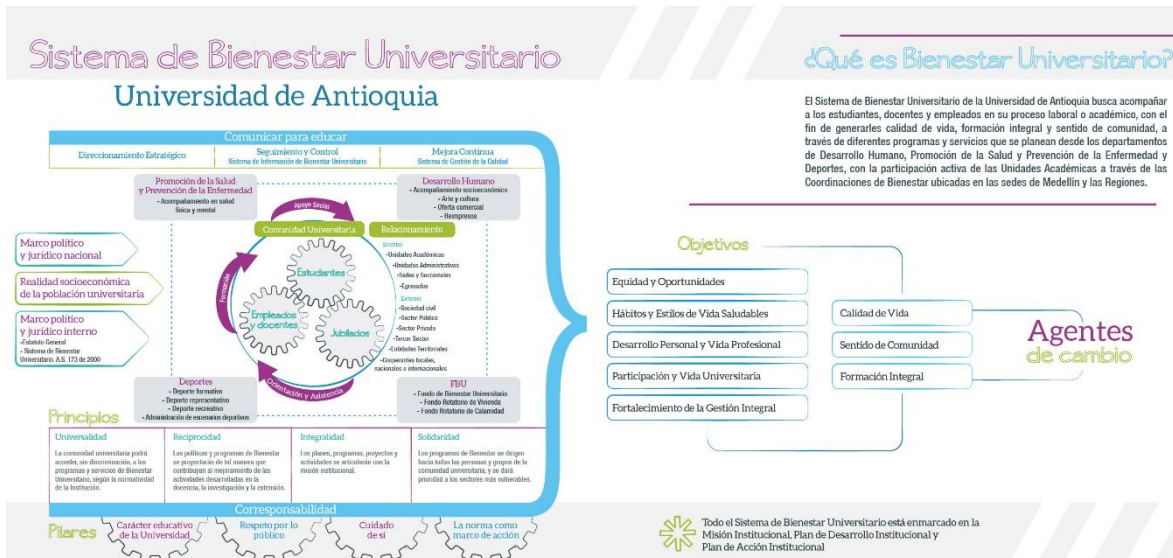 Sistema de Bienestar Universitario
Universidad de Antioquia
Comunicar para educar
Direccionamiento Estratégico
Seguimiento y Control
Sistema de Información de Bienestar Universitario
Mejora Continua
Sistema de Gestión de la Calidad
Promoción de la Salud
y Prevención de la Enfermedad
- Acompañamiento en salud
física y mental
Desarrollo Humano
- Acompañamiento socioeconómico
- Arte y cultura
- Oferta comercial
- Reimpresos
Apoyo Social
Formación
Orientación y Asistencia
Comunidad Universitaria
Relacionamiento
Estudiantes
Empleados
y docentes
Jubilados
Interno
-Unidades Académicas
-Unidades Administrativas
-Sedes y Seccionales
-Egresados
Externo
-Sociedad civil
-Sector Público
-Sector Privado
-Tercer Sector
-Entidades Territoriales
-Cooperantes locales,
nacionales o internacionales
Marco político
y jurídico nacional
Realidad socioeconómica
de la población universitaria
Marco político
y jurídico interno
-Estatuto General
- Sistema de Bienestar
Universitario. A.S. 173 de 2000
Deportes
- Deporte formativo
- Deporte representativo
- Deporte recreativo
- Administración de escenarios deportivos
FBU
- Fondo de Bienestar Universitario
- Fondo Rotatorio de Vivienda
- Fondo Rotatorio de Calamidad
Principios
Universalidad
La comunidad universitaria podrá
acceder, sin discriminación, a los
programas y servicios de Bienestar
Universitario, según la normatividad
de la Institución.
Reciprocidad
Las políticas y programas de Bienestar
se proyectarán de tal manera que
contribuyan al mejoramiento de las
actividades desarrolladas en la
docencia, la investigación y la extensión.
Integralidad
Los planes, programas, proyectos y
actividades se articularán con la
misión institucional.
Solidaridad
Los programas de Bienestar se dirigen
hacia todas las personas y grupos de la
comunidad universitaria, y se dará
prioridad a los sectores más vulnerables.
Corresponsabilidad
Pilares
Carácter educativo
de la Universidad
Respeto por lo
público
Cuidado
de sí
La norma como
marco de acción
¿Qué es Bienestar Universitario?
El Sistema de Bienestar Universitario de la Universidad de Antioquia busca acompañar
a los estudiantes, docentes y empleados en su proceso laboral o académico, con el
fin de generarles calidad de vida, formación integral y sentido de comunidad, a
través de diferentes programas y servicios que se planean desde los departamentos
de Desarrollo Humano, Promoción de la Salud y Prevención de la Enfermedad y
Deportes, con la participación activa de las Unidades Académicas a través de las
Coordinaciones de Bienestar ubicadas en las sedes de Medellín y las Regiones.
Objetivos
Equidad y Oportunidades
Hábitos y Estilos de Vida Saludables
Desarrollo Personal y Vida Profesional
Participación y Vida Universitaria
Fortalecimiento de la Gestión Integral
Calidad de Vida
Sentido de Comunidad
Formación Integral
Agentes
de cambio
Todo el Sistema de Bienestar Universitario está enmarcado en la
Misión Institucional, Plan de Desarrollo Institucional y
Plan de Acción Institucional